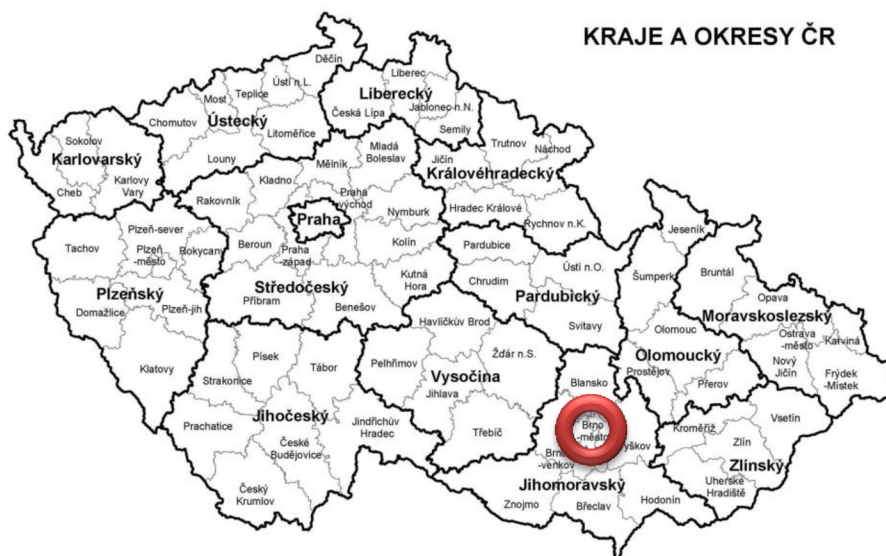 KRAJE A OKRESY ČR
Děčín
Ústí n.L.
Teplice
Most
Chomutov
Ústecký
Litoměřice
Louny
Liberec
Liberecký
Česká Lípa
Jablonec n.N.
Semily
Sokolov
Karlovarský
Cheb
Karlovy
Vary
Trutnov
Náchod
Jičín
Královéhradecký
Hradec Králové
Rychnov n.K.
Mladá
Boleslav
Mělník
Kladno
Rakovník
Praha
-východ
Nymburk
Praha
Beroun
Praha
-západ
Kolín
Kutná
Hora
Středočeský
Příbram
Benešov
Plzeň-sever
Tachov
Plzeň
-město
Rokycany
Plzeňský
Domažlice
Plzeň-jih
Klatovy
Pardubice
Chrudim
Ústí n.O.
Pardubický
Svitavy
Jeseník
Šumperk
Olomouc
Olomoucký
Prostějov
Přerov
Bruntál
Opava
Moravskoslezský
Ostrava
-město
Karviná
Nový
Jičín
Frýdek
-Místek
Havlíčkův Brod
Pelhřimov
Žďár n.S.
Vysočina
Jihlava
Třebíč
Písek
Tábor
Strakonice
Prachatice
Jihočeský
Jindřichův
Hradec
České
Budějovice
Český
Krumlov
Blansko
Brno
-město
-venkov
Jihomoravský
Znojmo
Břeclav
Hodonín
Kroměříž
Vsetín
Zlín
Zlínský
Uherské
Hradiště